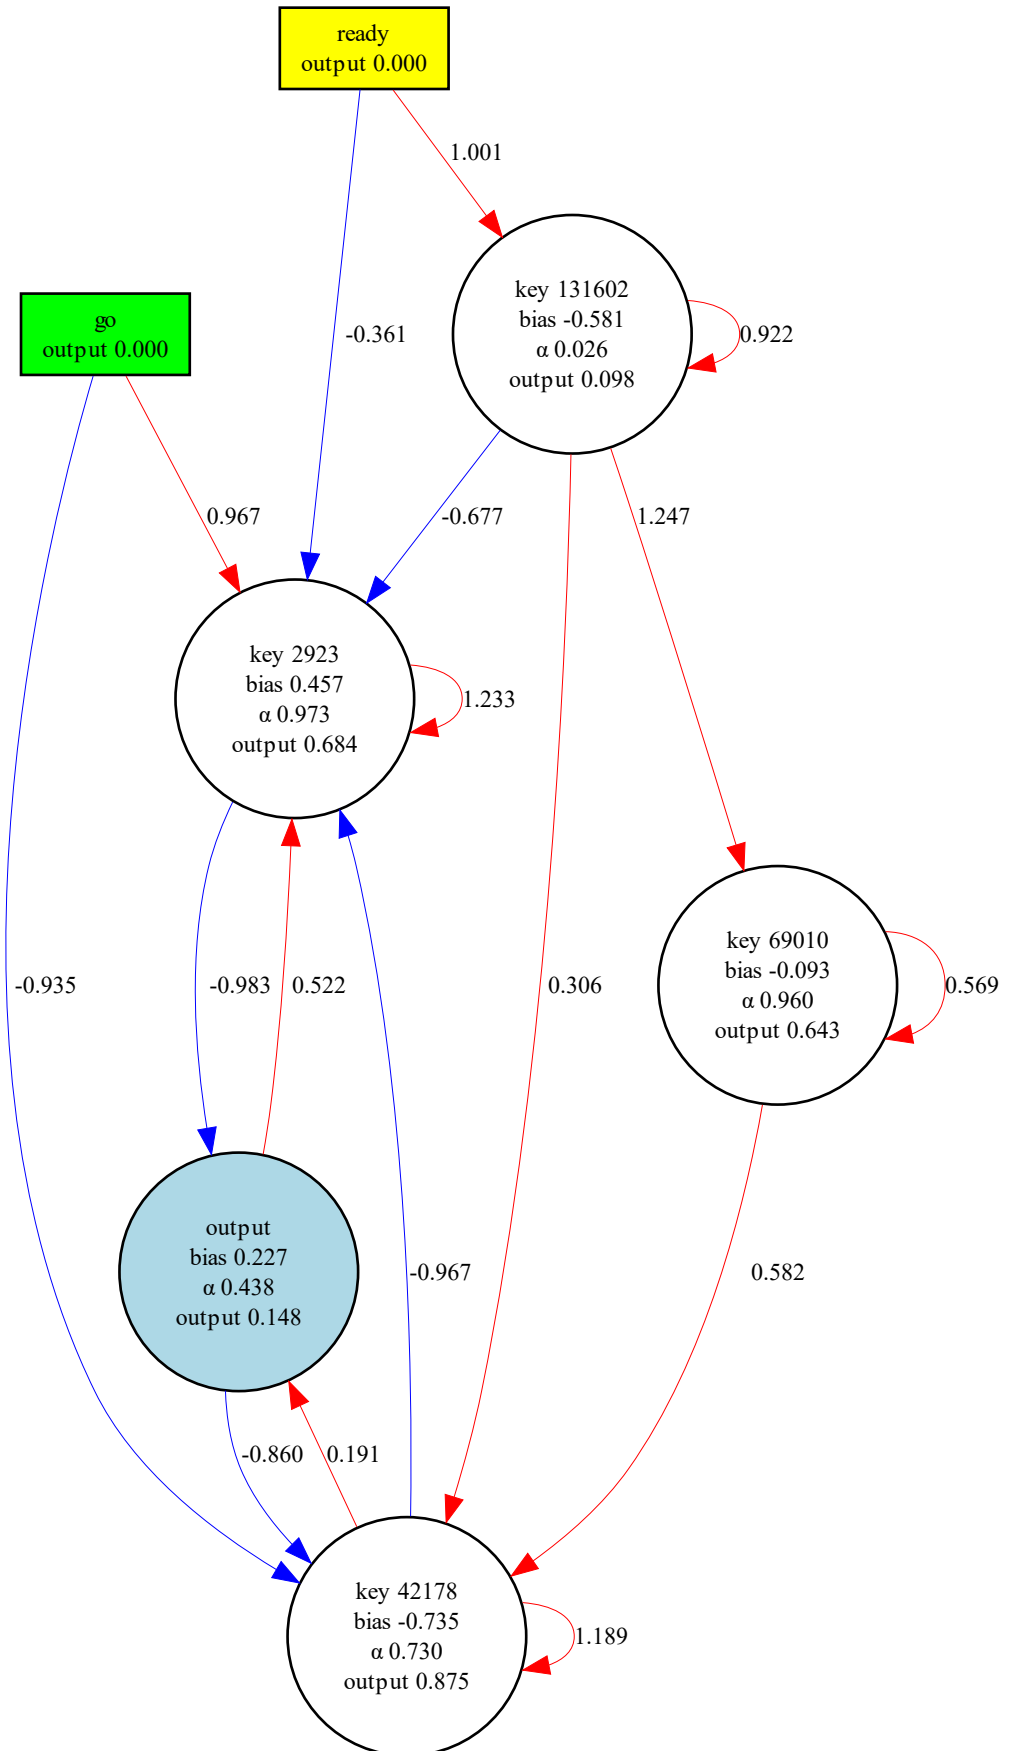 ready
output 0.000
1.001
key 131602
bias -0.581
α 0.026
output 0.098
0.922
go
output 0.000
-0.361
0.967
-0.677
1.247
key 2923
bias 0.457
α 0.973
output 0.684
1.233
key 69010
bias -0.093
α 0.960
output 0.643
0.569
-0.935
-0.983
0.522
0.306
output
bias 0.227
α 0.438
output 0.148
-0.967
0.582
-0.860
0.191
key 42178
bias -0.735
α 0.730
output 0.875
1.189